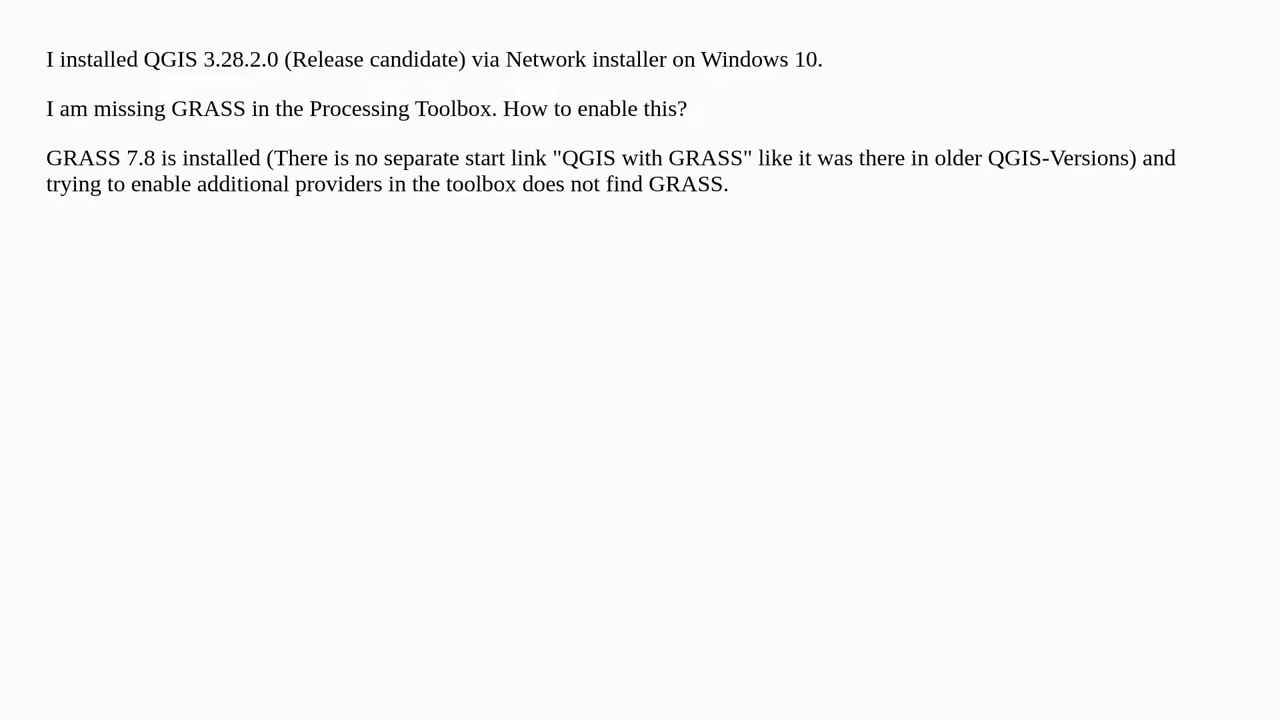 I installed QGIS 3.28.2.0 (Release candidate) via Network installer on Windows 10.
I am missing GRASS in the Processing Toolbox. How to enable this?
GRASS 7.8 is installed (There is no separate start link "QGIS with GRASS" like it was there in older QGIS-Versions) and
trying to enable additional providers in the toolbox does not find GRASS.